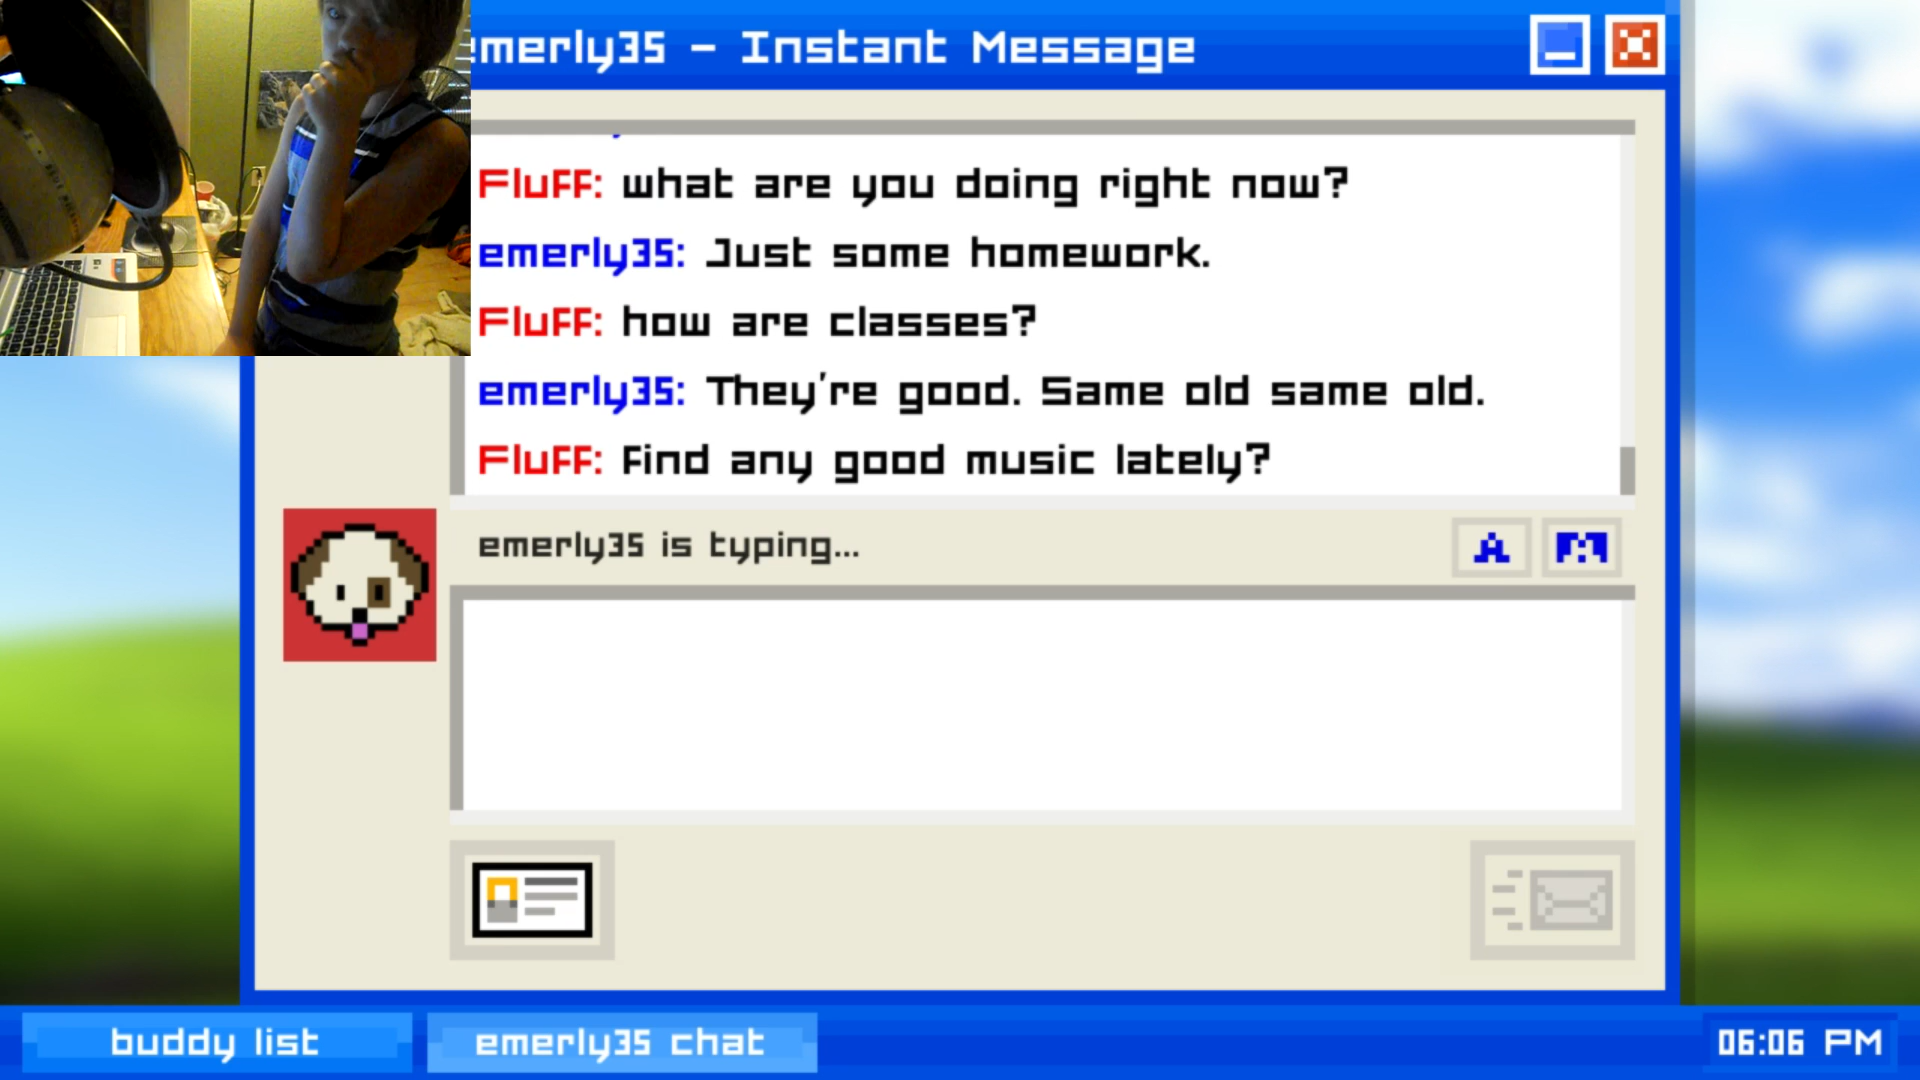 emerly35 - Instant Message
Fluff: what are you doing right now?
emerly35: Just some homework.
Fluff: how are classes?
emerly35: They're good. Same old same old.
Fluff: Find any good music lately?
emerly35 is typing...
A
buddy list
emerly35 chat
06:06 PM